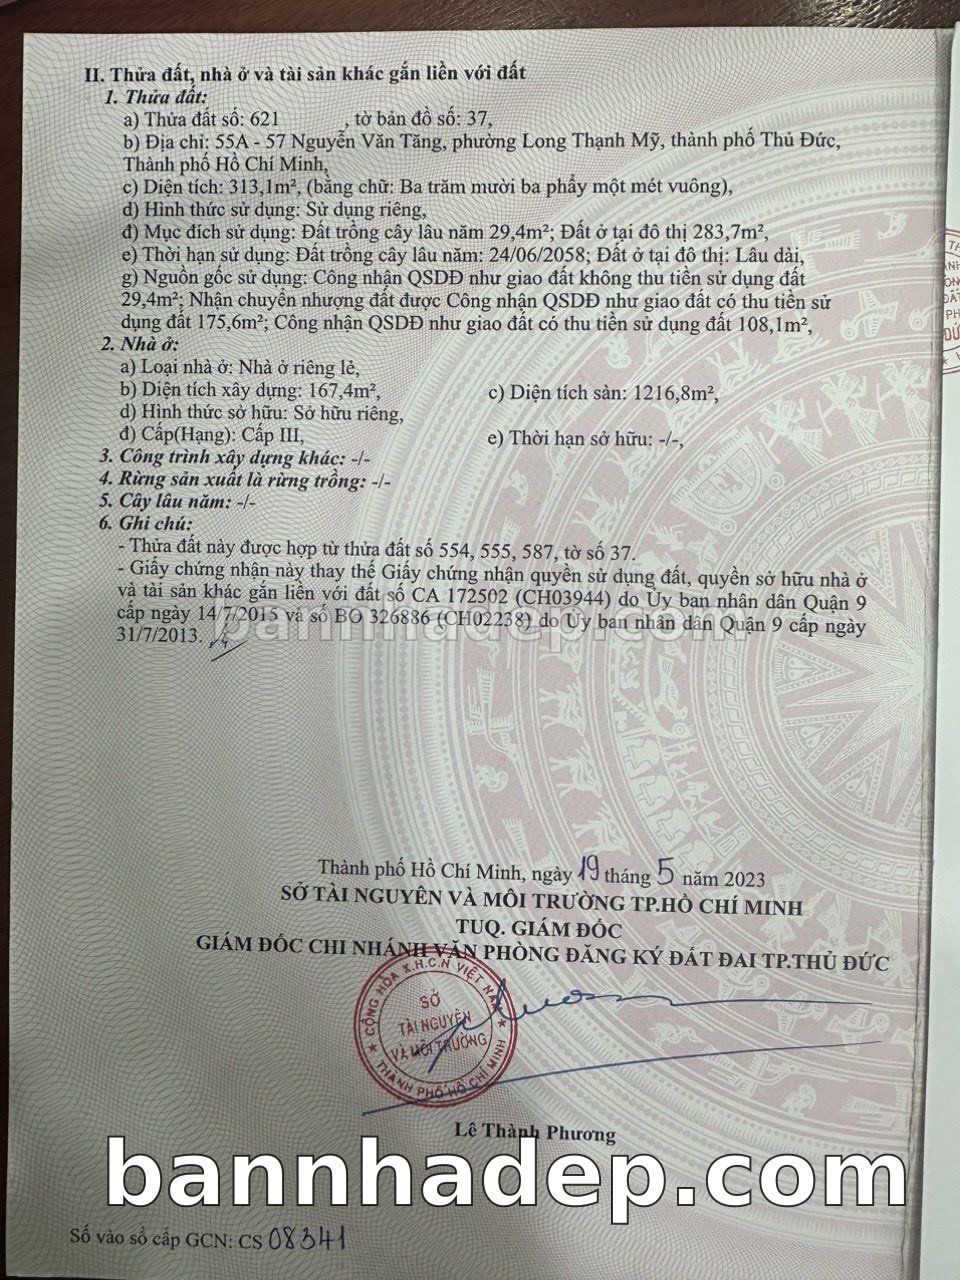 II. Thửa đất, nhà ở và tài sản khác gắn liền với đất
1. Thửa đất:
a) Thửa đất số: 621 , tờ bản đồ số: 37,
b) Địa chỉ: 55A - 57 Nguyễn Văn Tăng, phường Long Thạnh Mỹ, thành phố Thủ Đức,
Thành phố Hồ Chí Minh,
c) Diện tích: 313,1m², (bằng chữ: Ba trăm mười ba phẩy một mét vuông),
d) Hình thức sử dụng: Sử dụng riêng,
đ) Mục đích sử dụng: Đất trồng cây lâu năm 29,4m²; Đất ở tại đô thị 283,7m²,
e) Thời hạn sử dụng: Đất trồng cây lâu năm: 24/06/2058; Đất ở tại đô thị: Lâu dài,
g) Nguồn gốc sử dụng: Công nhận QSDĐ như giao đất không thu tiền sử dụng đất
29,4m²; Nhận chuyển nhượng đất được Công nhận QSDĐ như giao đất có thu tiền sử
dụng đất 175,6m²; Công nhận QSDĐ như giao đất có thu tiền sử dụng đất 108,1m²,
2. Nhà ở:
a) Loại nhà ở: Nhà ở riêng lẻ,
b) Diện tích xây dựng: 167,4m², c) Diện tích sàn: 1216,8m²,
d) Hình thức sở hữu: Sở hữu riêng,
đ) Cấp(Hạng): Cấp III, e) Thời hạn sở hữu: -/-,
3. Công trình xây dựng khác: -/-
4. Rừng sản xuất là rừng trồng: -/-
5. Cây lâu năm: -/-
6. Ghi chú:
- Thửa đất này được hợp từ thửa đất số 554, 555, 587, tờ số 37.
- Giấy chứng nhận này thay thế Giấy chứng nhận quyền sử dụng đất, quyền sở hữu nhà ở
và tài sản khác gắn liền với đất số CA 172502 (CH03944) do Ủy ban nhân dân Quận 9
cấp ngày 14/7/2015 và số BO 326886 (CH02238) do Ủy ban nhân dân Quận 9 cấp ngày
31/7/2013.
bannhadep.com
Thành phố Hồ Chí Minh, ngày 19 tháng 5 năm 2023
SỞ TÀI NGUYÊN VÀ MÔI TRƯỜNG TP.HỒ CHÍ MINH
TUQ. GIÁM ĐỐC
GIÁM ĐỐC CHI NHÁNH VĂN PHÒNG ĐĂNG KÝ ĐẤT ĐAI TP.THỦ ĐỨC
CỘNG HÒA X.H.C.N VIỆT NAM
SỞ
TÀI NGUYÊN
VÀ MÔI TRƯỜNG
THÀNH PHỐ HỒ CHÍ MINH
Lê Thành Phương
bannhadep.com
Số vào sổ cấp GCN: CS 08341